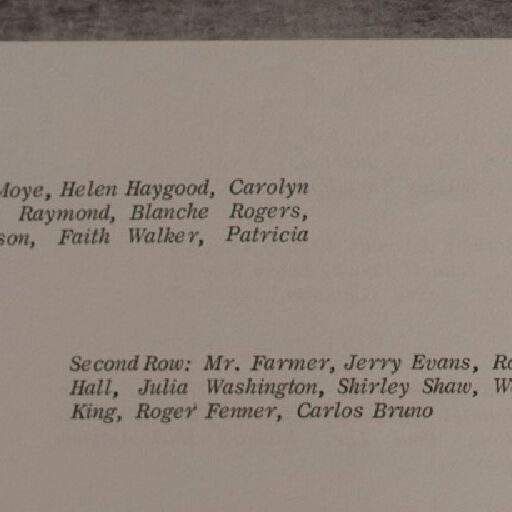 Moye, Helen Haygood, Carolyn
Raymond, Blanche Rogers,
son, Faith Walker, Patricia
Second Row: Mr. Farmer, Jerry Evans,
Hall, Julia Washington, Shirley Shaw,
King, Roger Fenner, Carlos Bruno